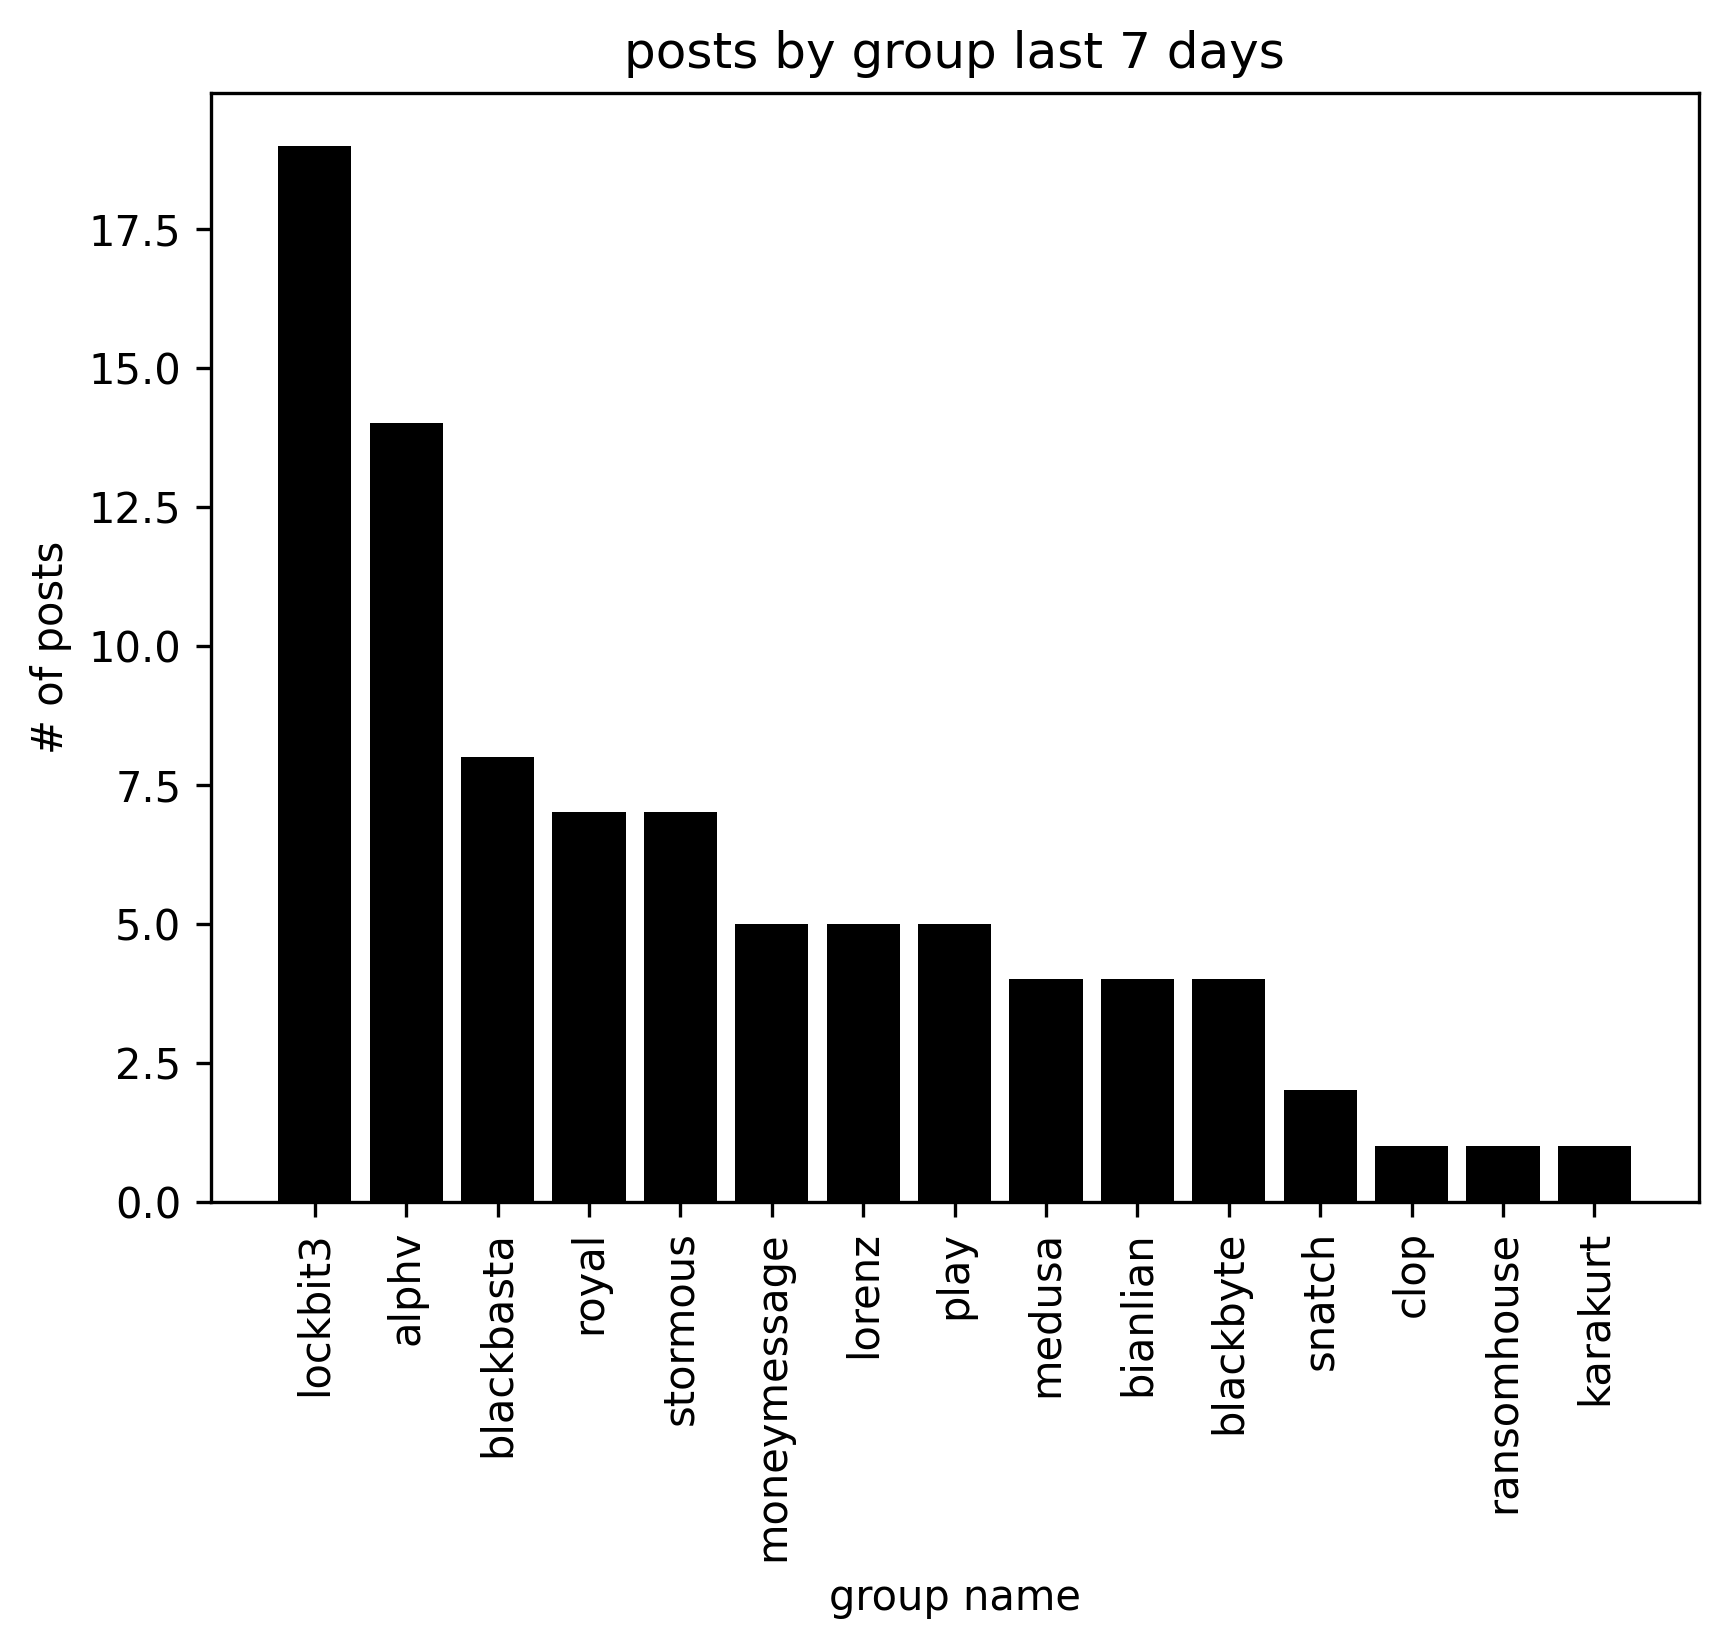 posts by group last 7 days
# of posts
17.5
15.0
12.5
10.0
7.5
5.0
2.5
0.0
lockbit3
alphv
blackbasta
royal
stormous
moneymessage
lorenz
play
medusa
bianlian
blackbyte
snatch
clop
ransomhouse
karakurt
group name